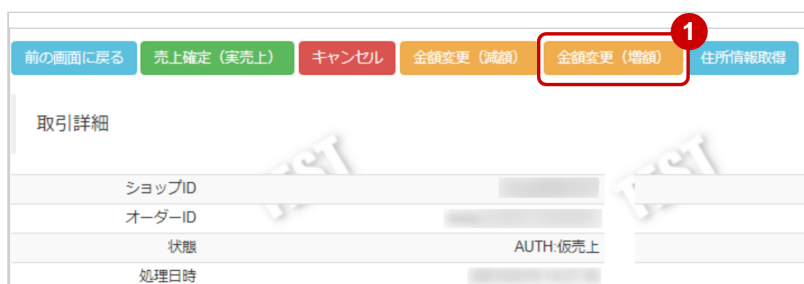 1
前の画面に戻る 売上確定（実売上） キャンセル 金額変更（減額） 金額変更（増額） 住所情報取得
取引詳細
TEST TEST
ショップID
オーダーID
状態 AUTH:仮売上
処理日時